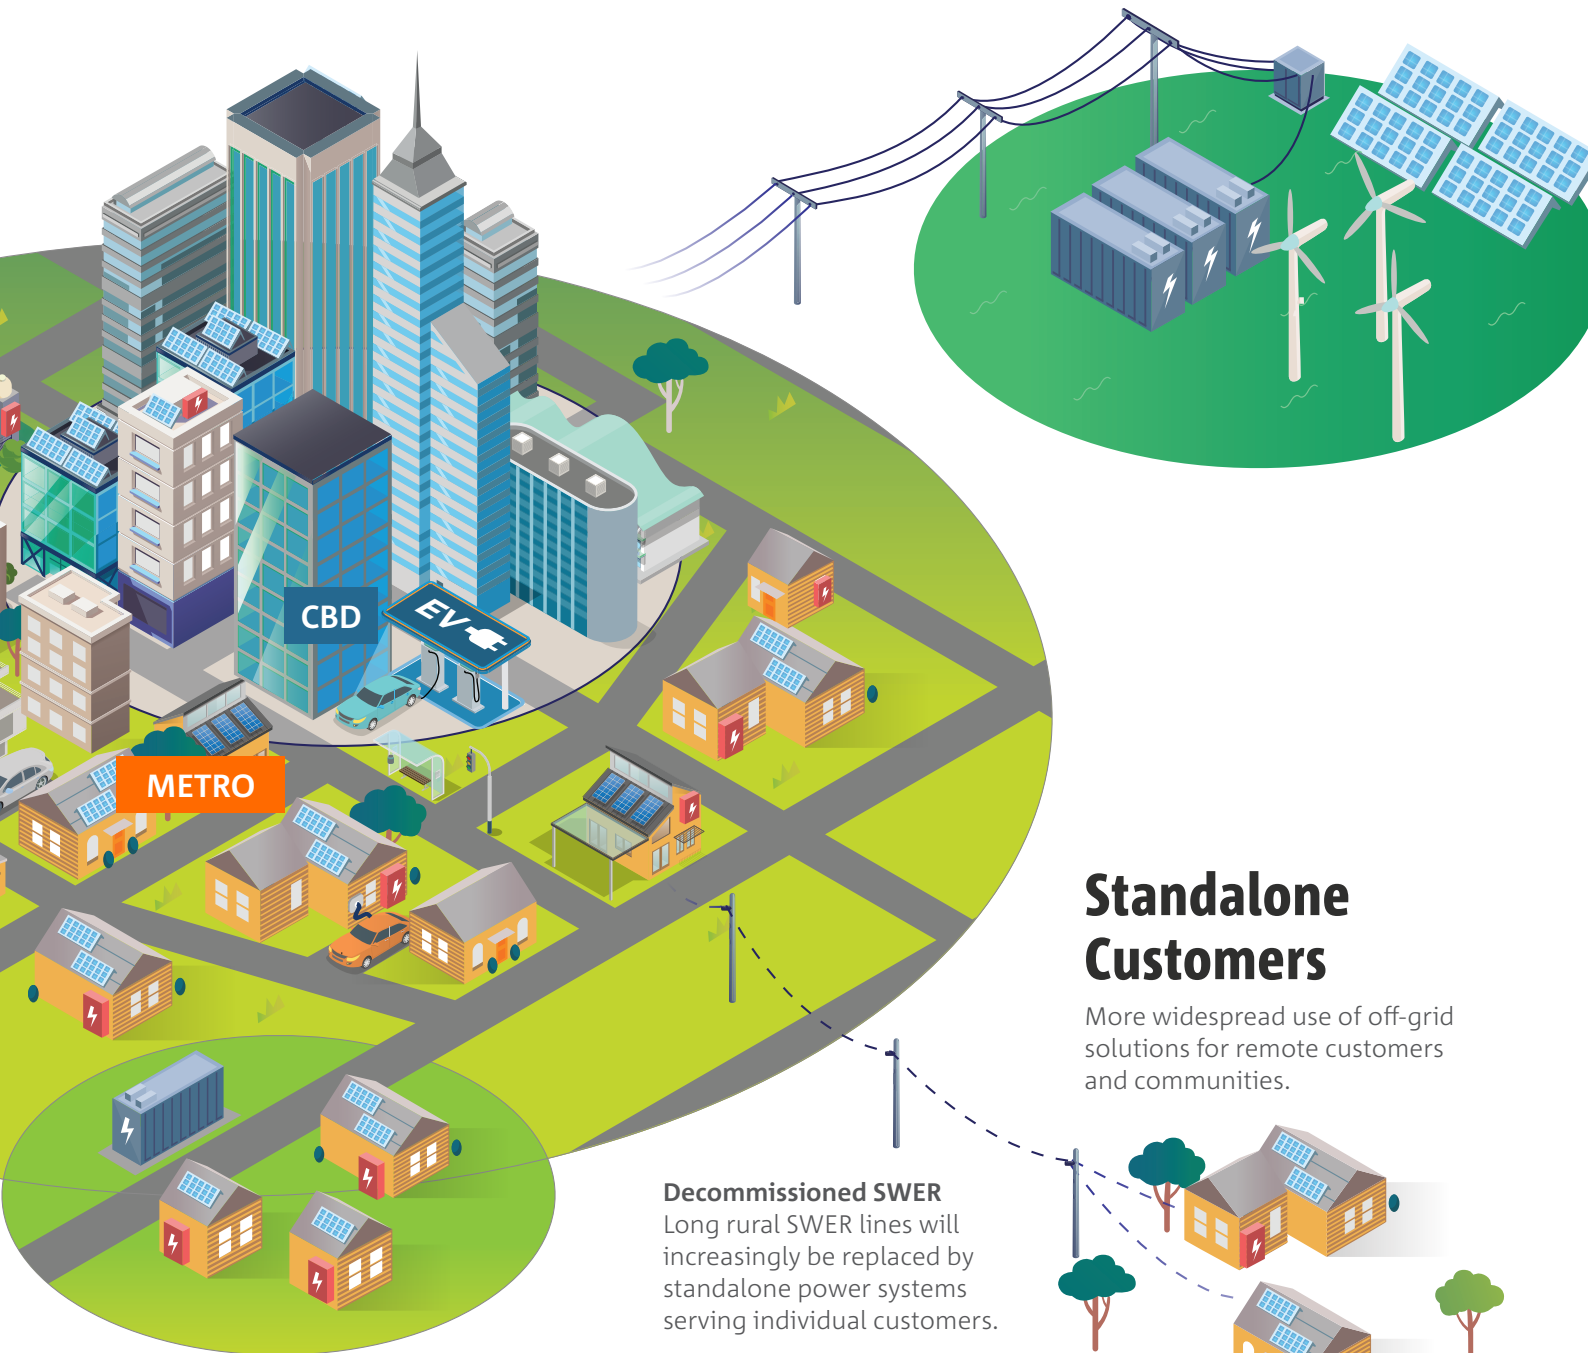 CBD
EV
METRO
Standalone
Customers
More widespread use of off-grid
solutions for remote customers
and communities.
Decommissioned SWER
Long rural SWER lines will
increasingly be replaced by
standalone power systems
serving individual customers.